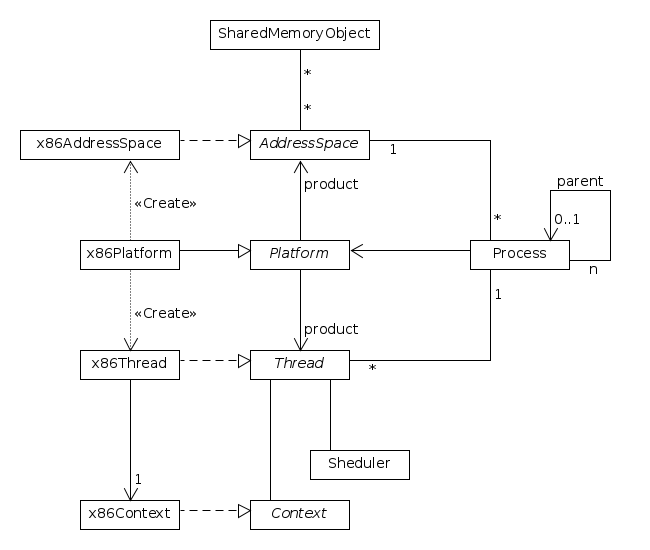 SharedMemoryObject
*
*
x86AddressSpace
AddressSpace
1
product
parent
«Create»
*
0..1
x86Platform
Platform
Process
n
1
«Create»
product
x86Thread
Thread
*
Sheduler
1
x86Context
Context